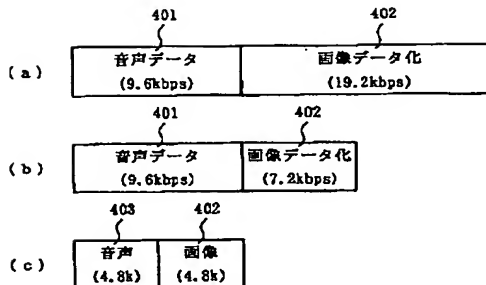 401 402
(a) 音声データ 画像データ化
(9.6kbps) (19.2kbps)
401 402
(b) 音声データ 画像データ化
(9.6kbps) (7.2kbps)
403 402
(c) 音声 画像
(4.8k) (4.8k)